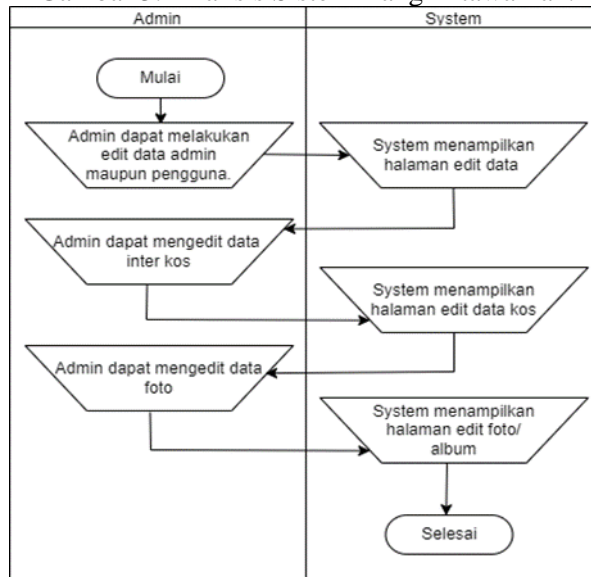 Admin
System
Mulai
Admin dapat melakukan
edit data admin
maupun pengguna.
System menampilkan
halaman edit data
Admin dapat mengedit data
inter kos
System menampilkan
halaman edit data kos
Admin dapat mengedit data
foto
System menampilkan
halaman edit foto/
album
Selesai